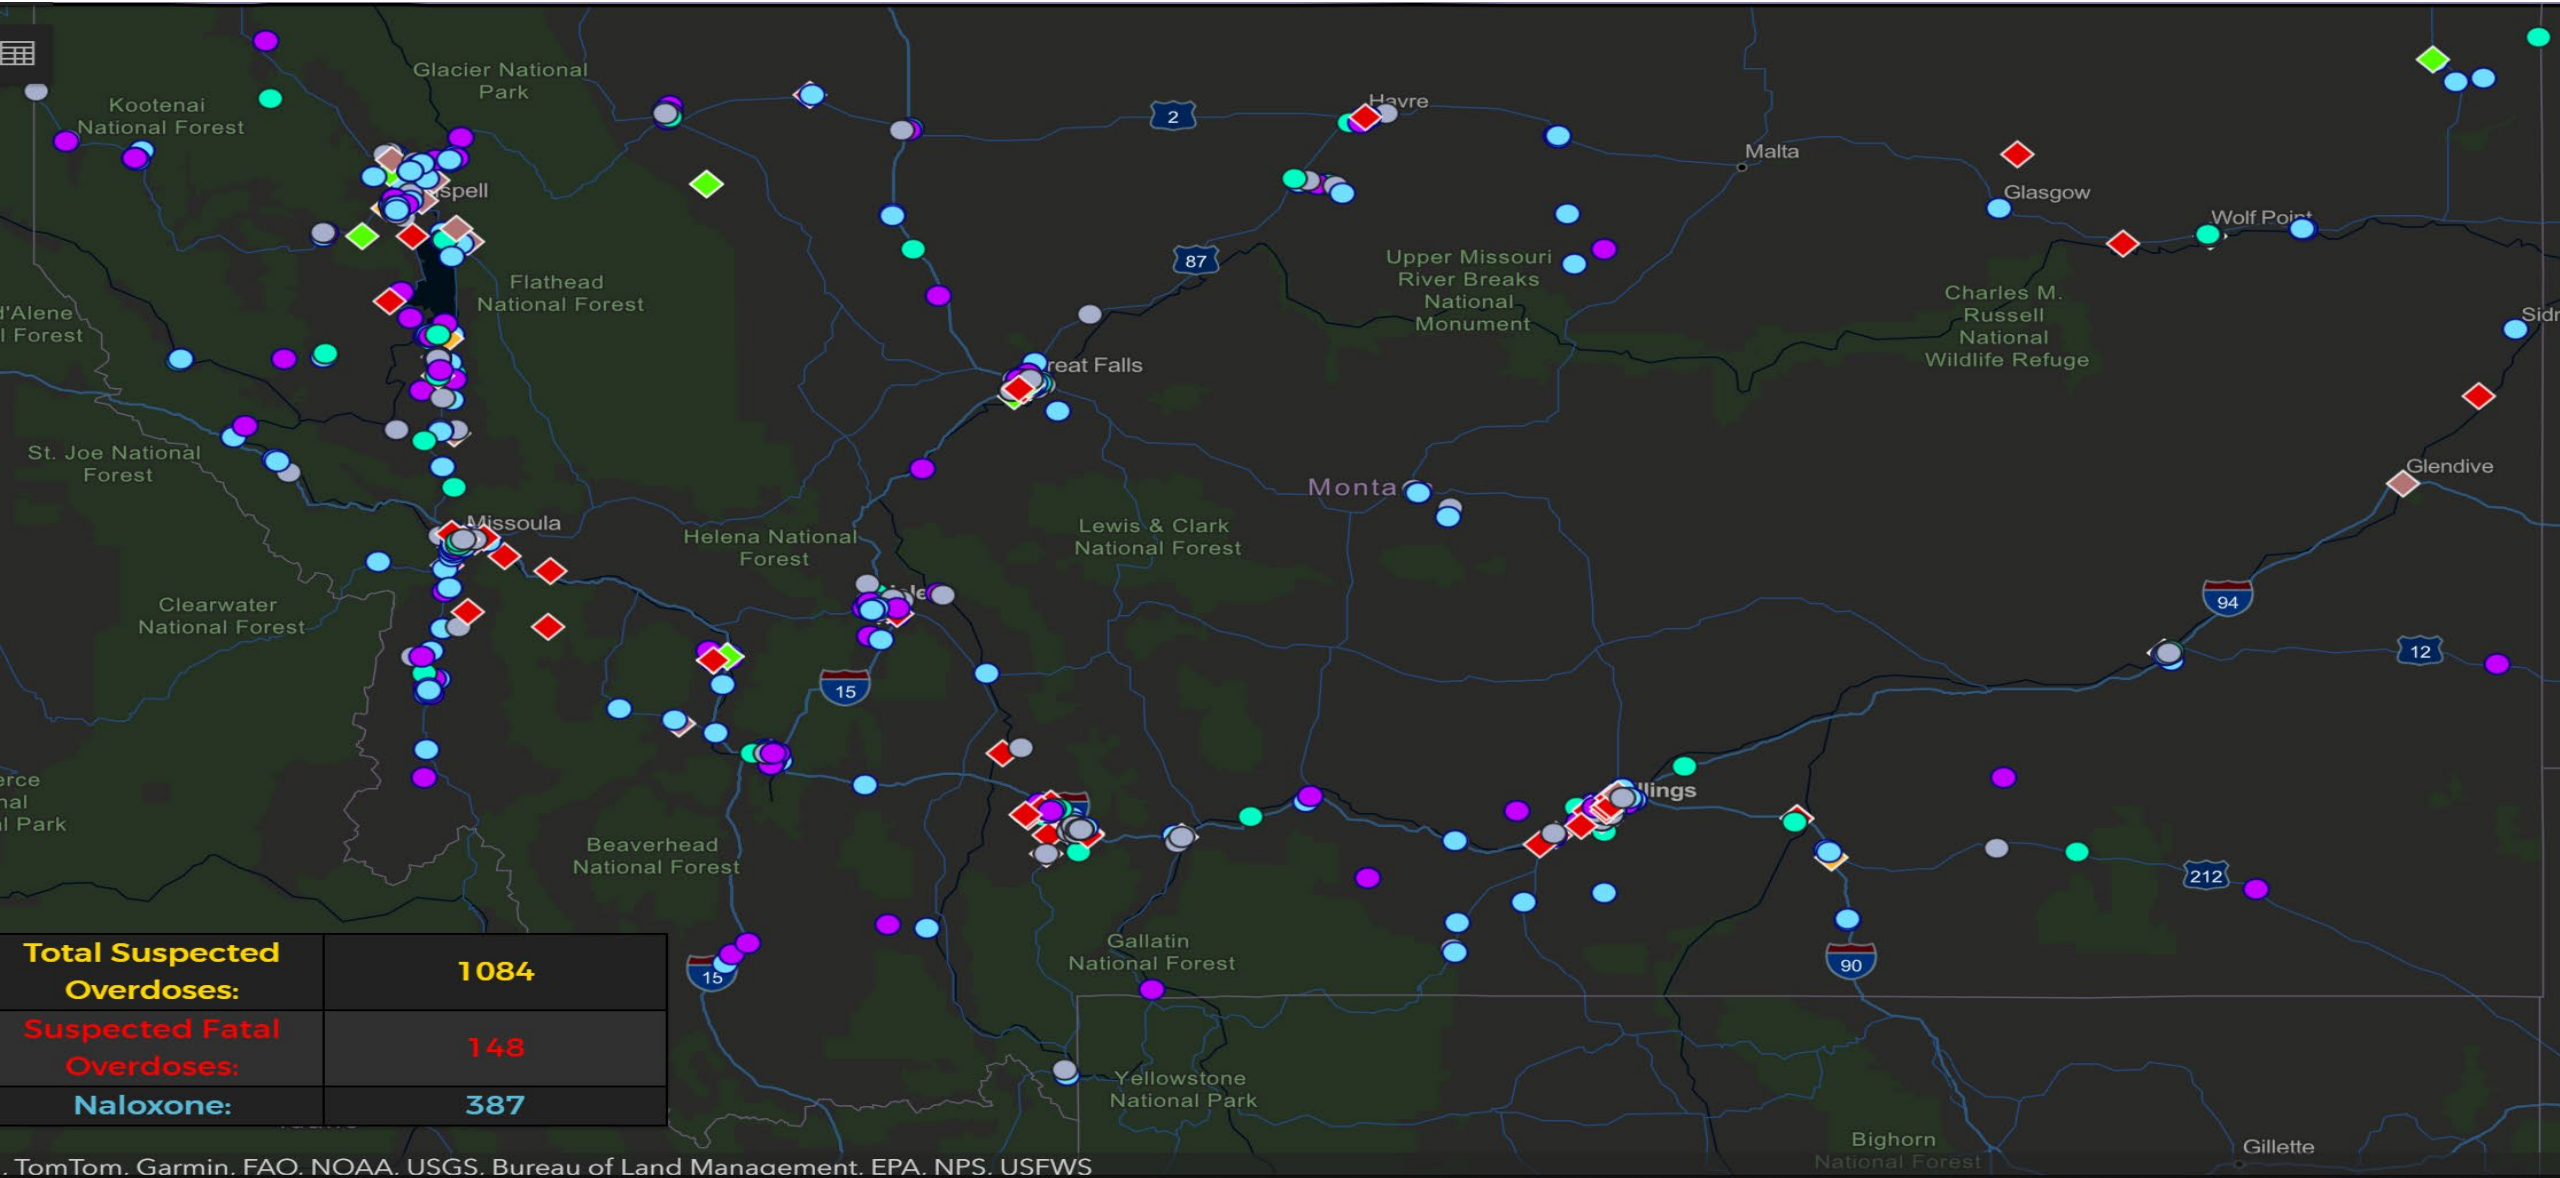 Glacier National
Park
Kootenai
National Forest
Havre
2
Malta
spell
Glasgow
Wolf Point
87
Flathead
National Forest
Upper Missouri
River Breaks
National
Monument
Charles M.
Russell
National
Wildlife Refuge
d'Alene
l Forest
Sidn
reat Falls
St. Joe National
Forest
Glendive
Monta
Missoula
Helena National
Forest
Lewis & Clark
National Forest
Clearwater
National Forest
94
12
15
erce
nal
l Park
llings
Beaverhead
National Forest
212
Gallatin
National Forest
15
90
Total Suspected
Overdoses:
1084
Suspected Fatal
Overdoses:
148
Naloxone:
387
Yellowstone
National Park
Bighorn
National Forest
Gillette
, TomTom, Garmin, FAO, NOAA, USGS, Bureau of Land Management, EPA, NPS, USFWS